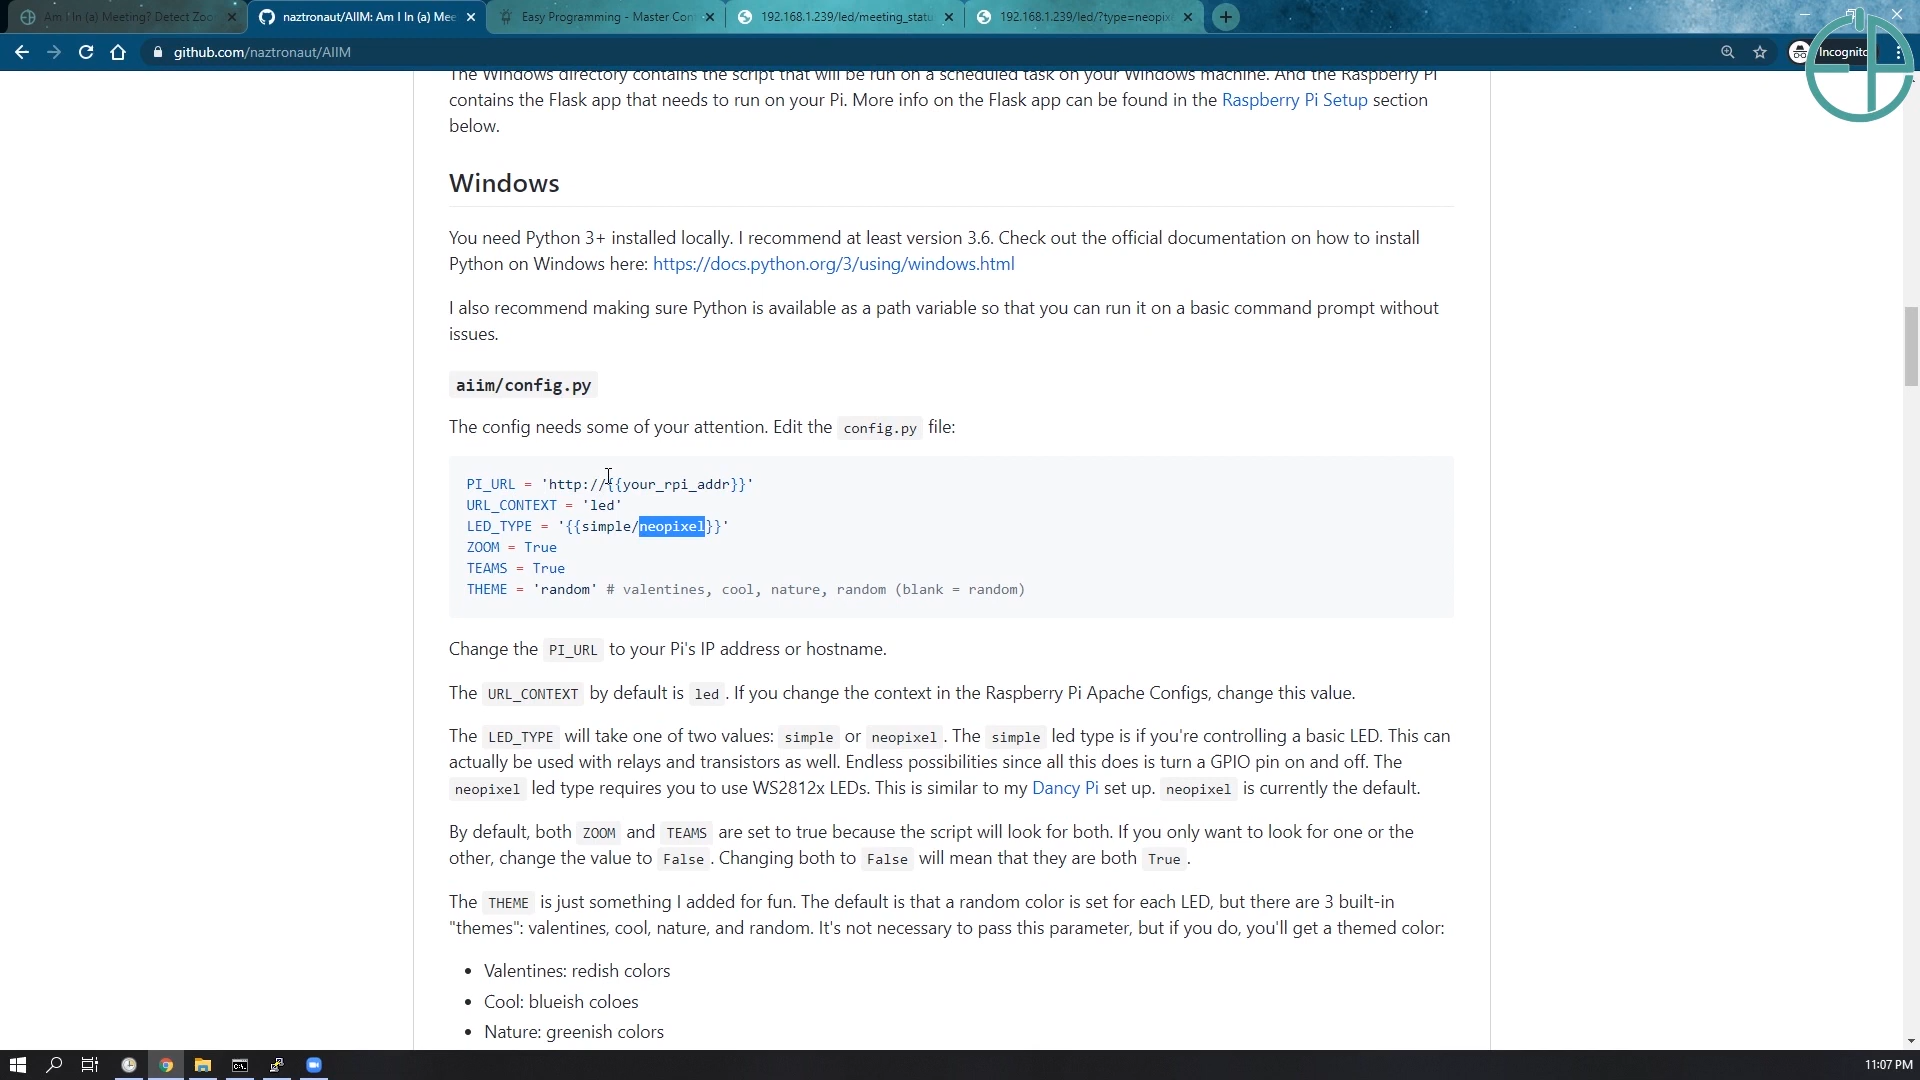 Am I In (a) Meeting? Detect Zoo
naztronaut/AIIM: Am I In (a) Mee
Easy Programming - Master Con
192.168.1.239/led/meeting_statu
192.168.1.239/led/?type=neopix
github.com/naztronaut/AIIM
Incognito
The Windows directory contains the script that will be run on a scheduled task on your Windows machine. And the Raspberry Pi
contains the Flask app that needs to run on your Pi. More info on the Flask app can be found in the Raspberry Pi Setup section
below.
Windows
You need Python 3+ installed locally. I recommend at least version 3.6. Check out the official documentation on how to install
Python on Windows here: https://docs.python.org/3/using/windows.html
I also recommend making sure Python is available as a path variable so that you can run it on a basic command prompt without
issues.
aiim/config.py
The config needs some of your attention. Edit the config.py file:
PI_URL = 'http://{{your_rpi_addr}}'
URL_CONTEXT = 'led'
LED_TYPE = '{{simple/neopixel}}'
ZOOM = True
TEAMS = True
THEME = 'random' # valentines, cool, nature, random (blank = random)
Change the PI_URL to your Pi's IP address or hostname.
The URL_CONTEXT by default is led. If you change the context in the Raspberry Pi Apache Configs, change this value.
The LED_TYPE will take one of two values: simple or neopixel. The simple led type is if you're controlling a basic LED. This can
actually be used with relays and transistors as well. Endless possibilities since all this does is turn a GPIO pin on and off. The
neopixel led type requires you to use WS2812x LEDs. This is similar to my Dancy Pi set up. neopixel is currently the default.
By default, both ZOOM and TEAMS are set to true because the script will look for both. If you only want to look for one or the
other, change the value to False. Changing both to False will mean that they are both True.
The THEME is just something I added for fun. The default is that a random color is set for each LED, but there are 3 built-in
"themes": valentines, cool, nature, and random. It's not necessary to pass this parameter, but if you do, you'll get a themed color:
• Valentines: redish colors
• Cool: blueish coloes
• Nature: greenish colors
11:07 PM